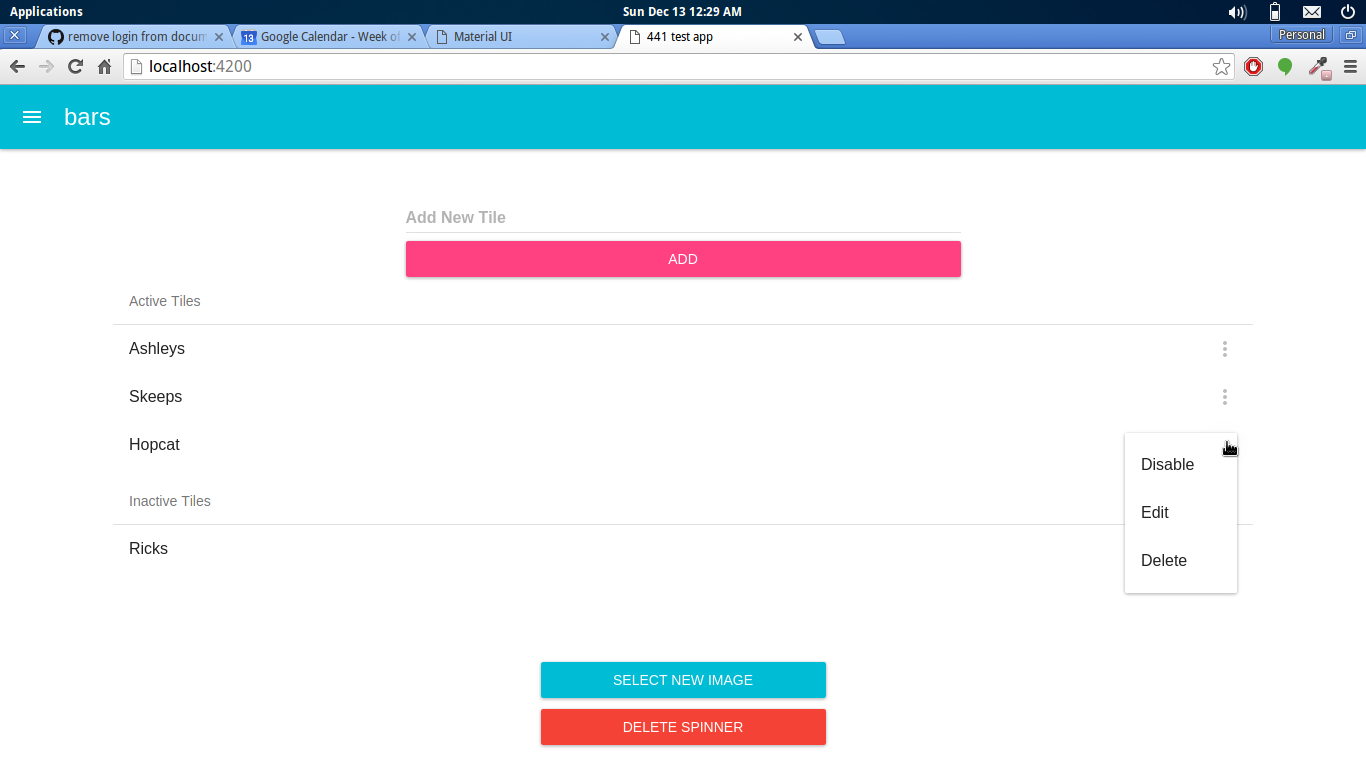 Applications
Sun Dec 13 12:29 AM
remove login from docum
13
Google Calendar - Week of
Material UI
441 test app
Personal
localhost:4200
bars
Add New Tile
ADD
Active Tiles
Ashleys
Skeeps
Hopcat
Disable
Edit
Inactive Tiles
Ricks
Delete
SELECT NEW IMAGE
DELETE SPINNER